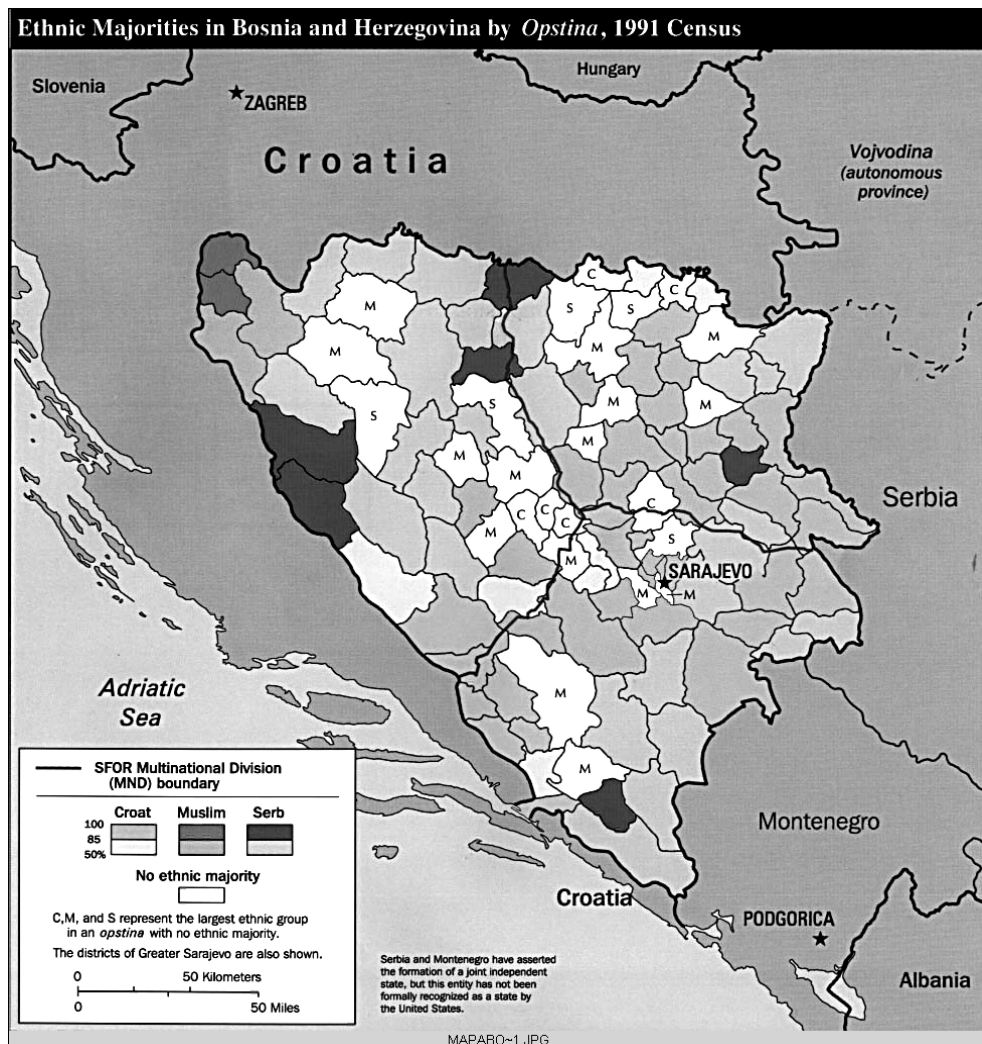 Ethnic Majorities in Bosnia and Herzegovina by Opstina, 1991 Census
Slovenia
Hungary
ZAGREB
Croatia
Vojvodina
(autonomous
province)
C
C
S
S
M
M
M
M
S
M
M
S
M
M
M
C
C
C
C
M
S
M
SARAJEVO
M
M
Serbia
M
M
Adriatic
Sea
Montenegro
Croatia
PODGORICA
Albania
SFOR Multinational Division
(MND) boundary
Croat Muslim Serb
100
85
50%
No ethnic majority
C,M, and S represent the largest ethnic group
in an opstina with no ethnic majority.
The districts of Greater Sarajevo are also shown.
0 50 Kilometers
0 50 Miles
Serbia and Montenegro have asserted
the formation of a joint independent
state, but this entity has not been
formally recognized as a state by
the United States.
MAPARO~1.JPG